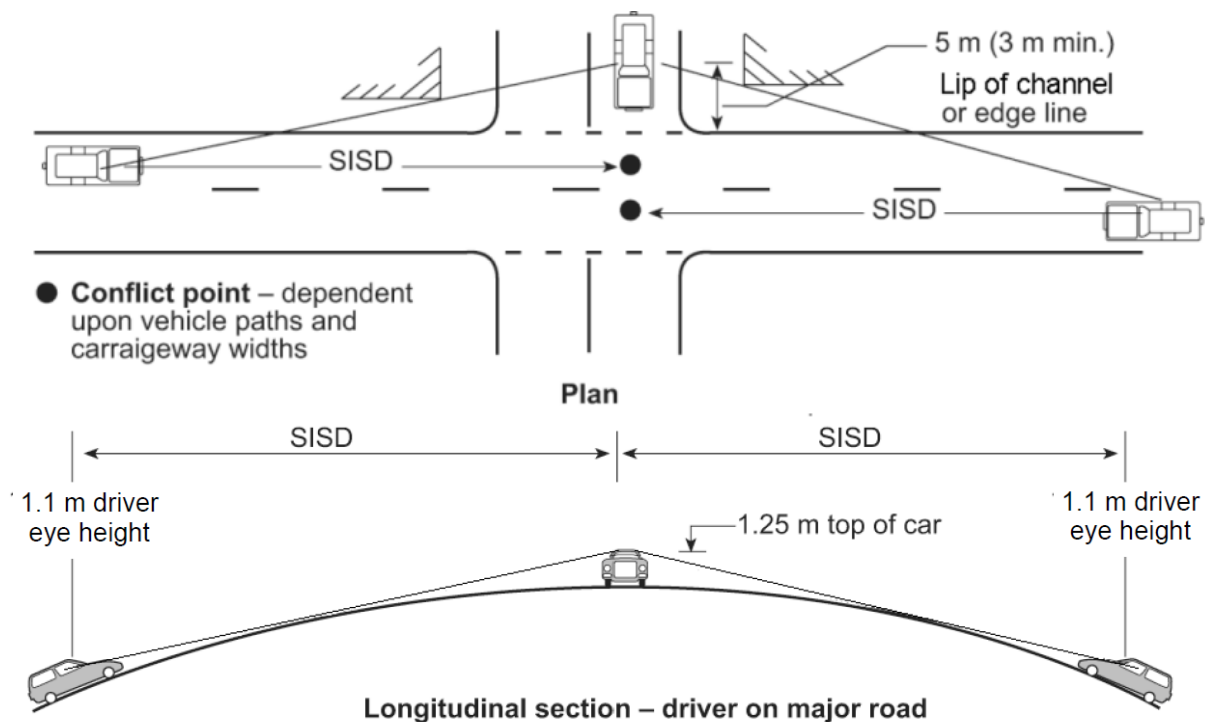 5 m (3 m min.)
Lip of channel
or edge line
SISD
SISD
Conflict point – dependent
upon vehicle paths and
carraigeway widths
Plan
SISD
SISD
1.1 m driver
eye height
1.1 m driver
eye height
1.25 m top of car
Longitudinal section – driver on major road